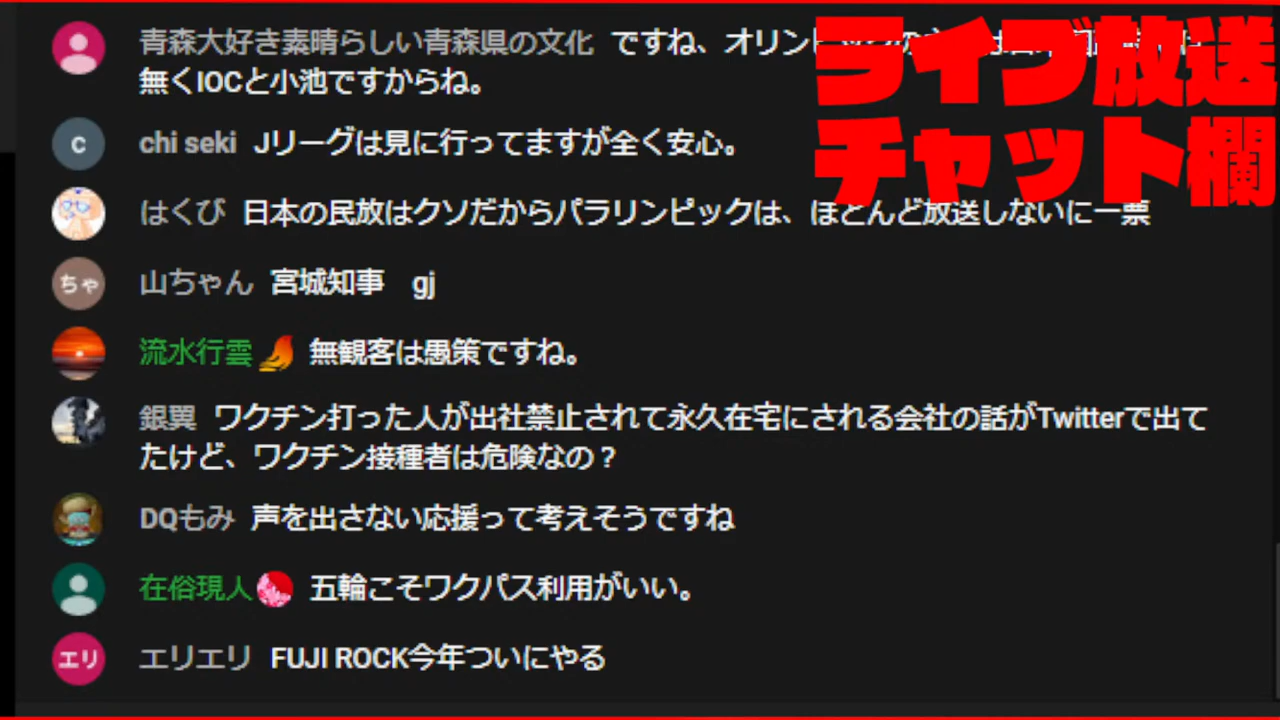 青森大好き素晴らしい青森県の文化 ですね、オリン
無くIOCと小池ですからね。
ライブ放送
チャット欄
chi seki Jリーグは見に行ってますが全く安心。
はくび 日本の民放はクソだからパラリンピックは、ほとんど放送しないに一票
ちゃ 山ちゃん 宮城知事 gj
流水行雲 無観客は愚策ですね。
銀翼 ワクチン打った人が出社禁止されて永久在宅にされる会社の話がTwitterで出て
たけど、ワクチン接種者は危険なの？
DQもみ 声を出さない応援って考えそうですね
在俗現人 五輪こそワクパス利用がいい。
エリ エリエリ FUJI ROCK今年ついにやる